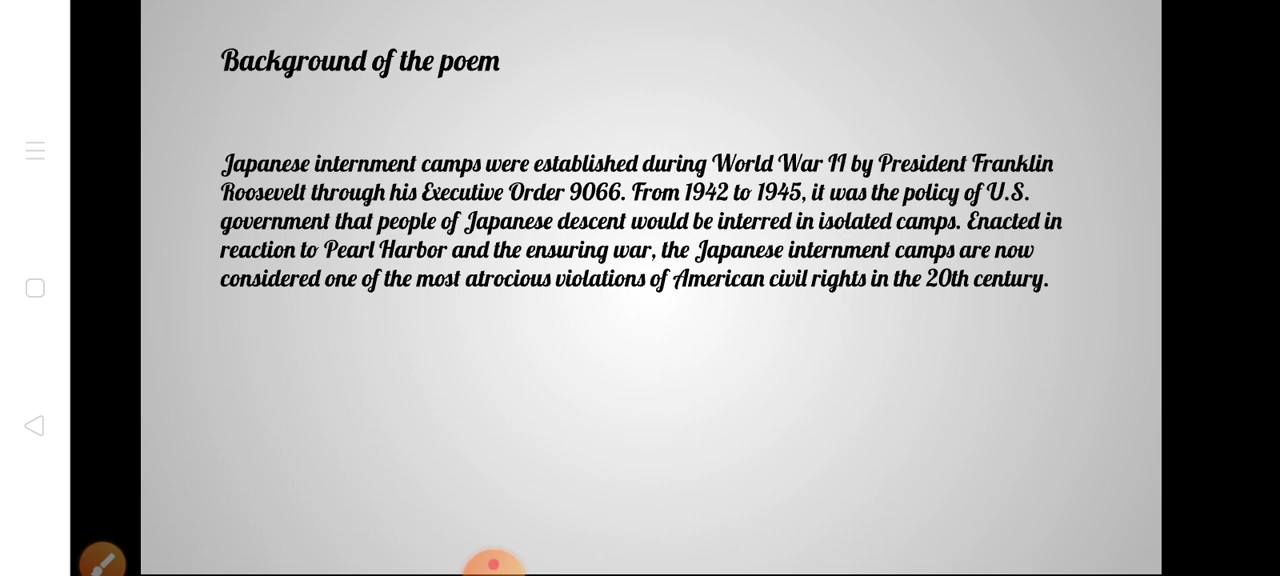 Background of the poem
Japanese internment camps were established during World War II by President Franklin
Roosevelt through his Executive Order 9066. From 1942 to 1945, it was the policy of U.S.
government that people of Japanese descent would be interred in isolated camps. Enacted in
reaction to Pearl Harbor and the ensuring war, the Japanese internment camps are now
considered one of the most atrocious violations of American civil rights in the 20th century.